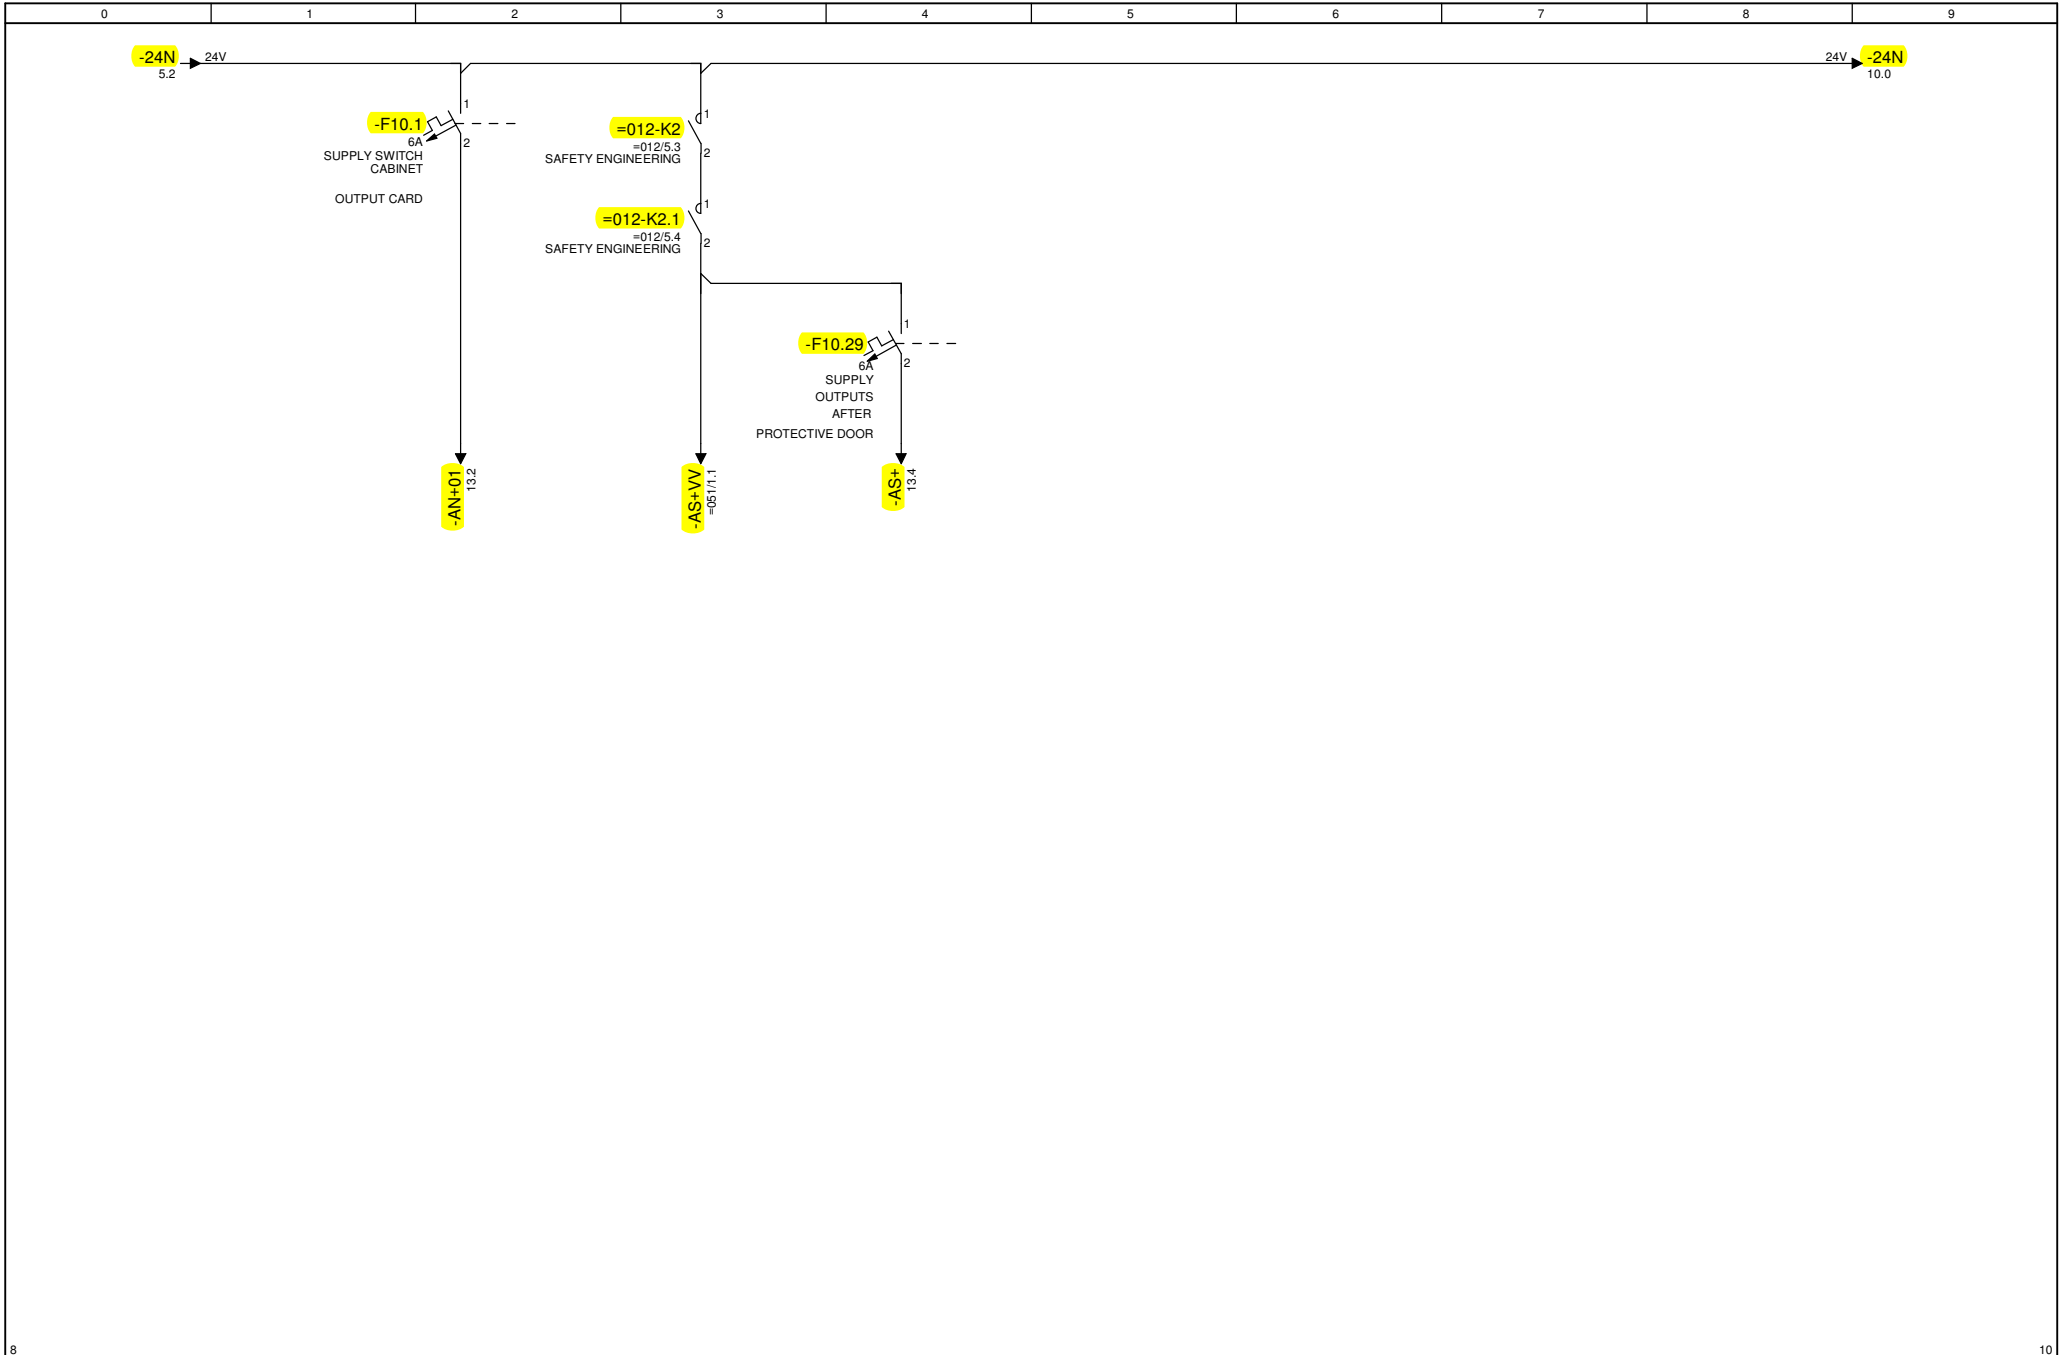 0 1 2 3 4 5 6 7 8 9
-24N 24V 24V -24N
5.2 10.0
-F10.1 1
6A 2
SUPPLY SWITCH
CABINET
OUTPUT CARD
=012-K2 1
=012/5.3 2
SAFETY ENGINEERING
=012-K2.1 1
=012/5.4 2
SAFETY ENGINEERING
-F10.29 1
6A 2
SUPPLY
OUTPUTS
AFTER
PROTECTIVE DOOR
-AN+01
13.2
-AS+VV
=051/1.1
-AS+
13.4
8 10